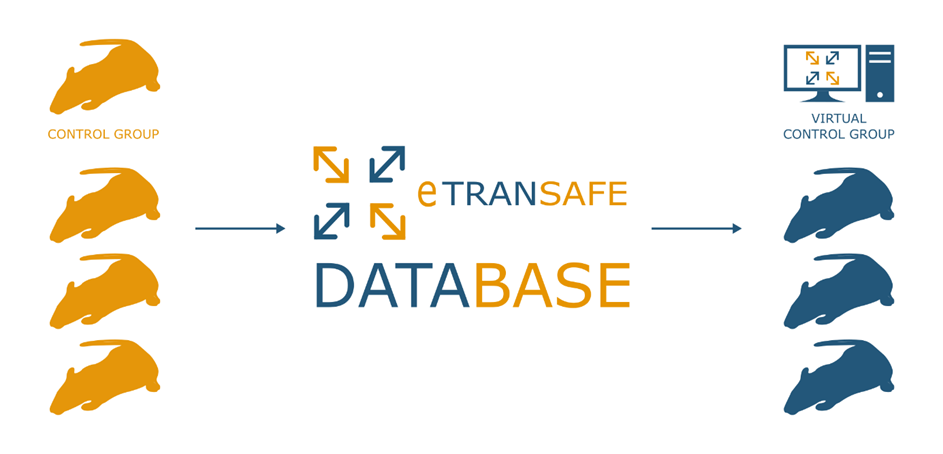 CONTROL GROUP
eTRANSAFE
DATABASE
VIRTUAL
CONTROL GROUP